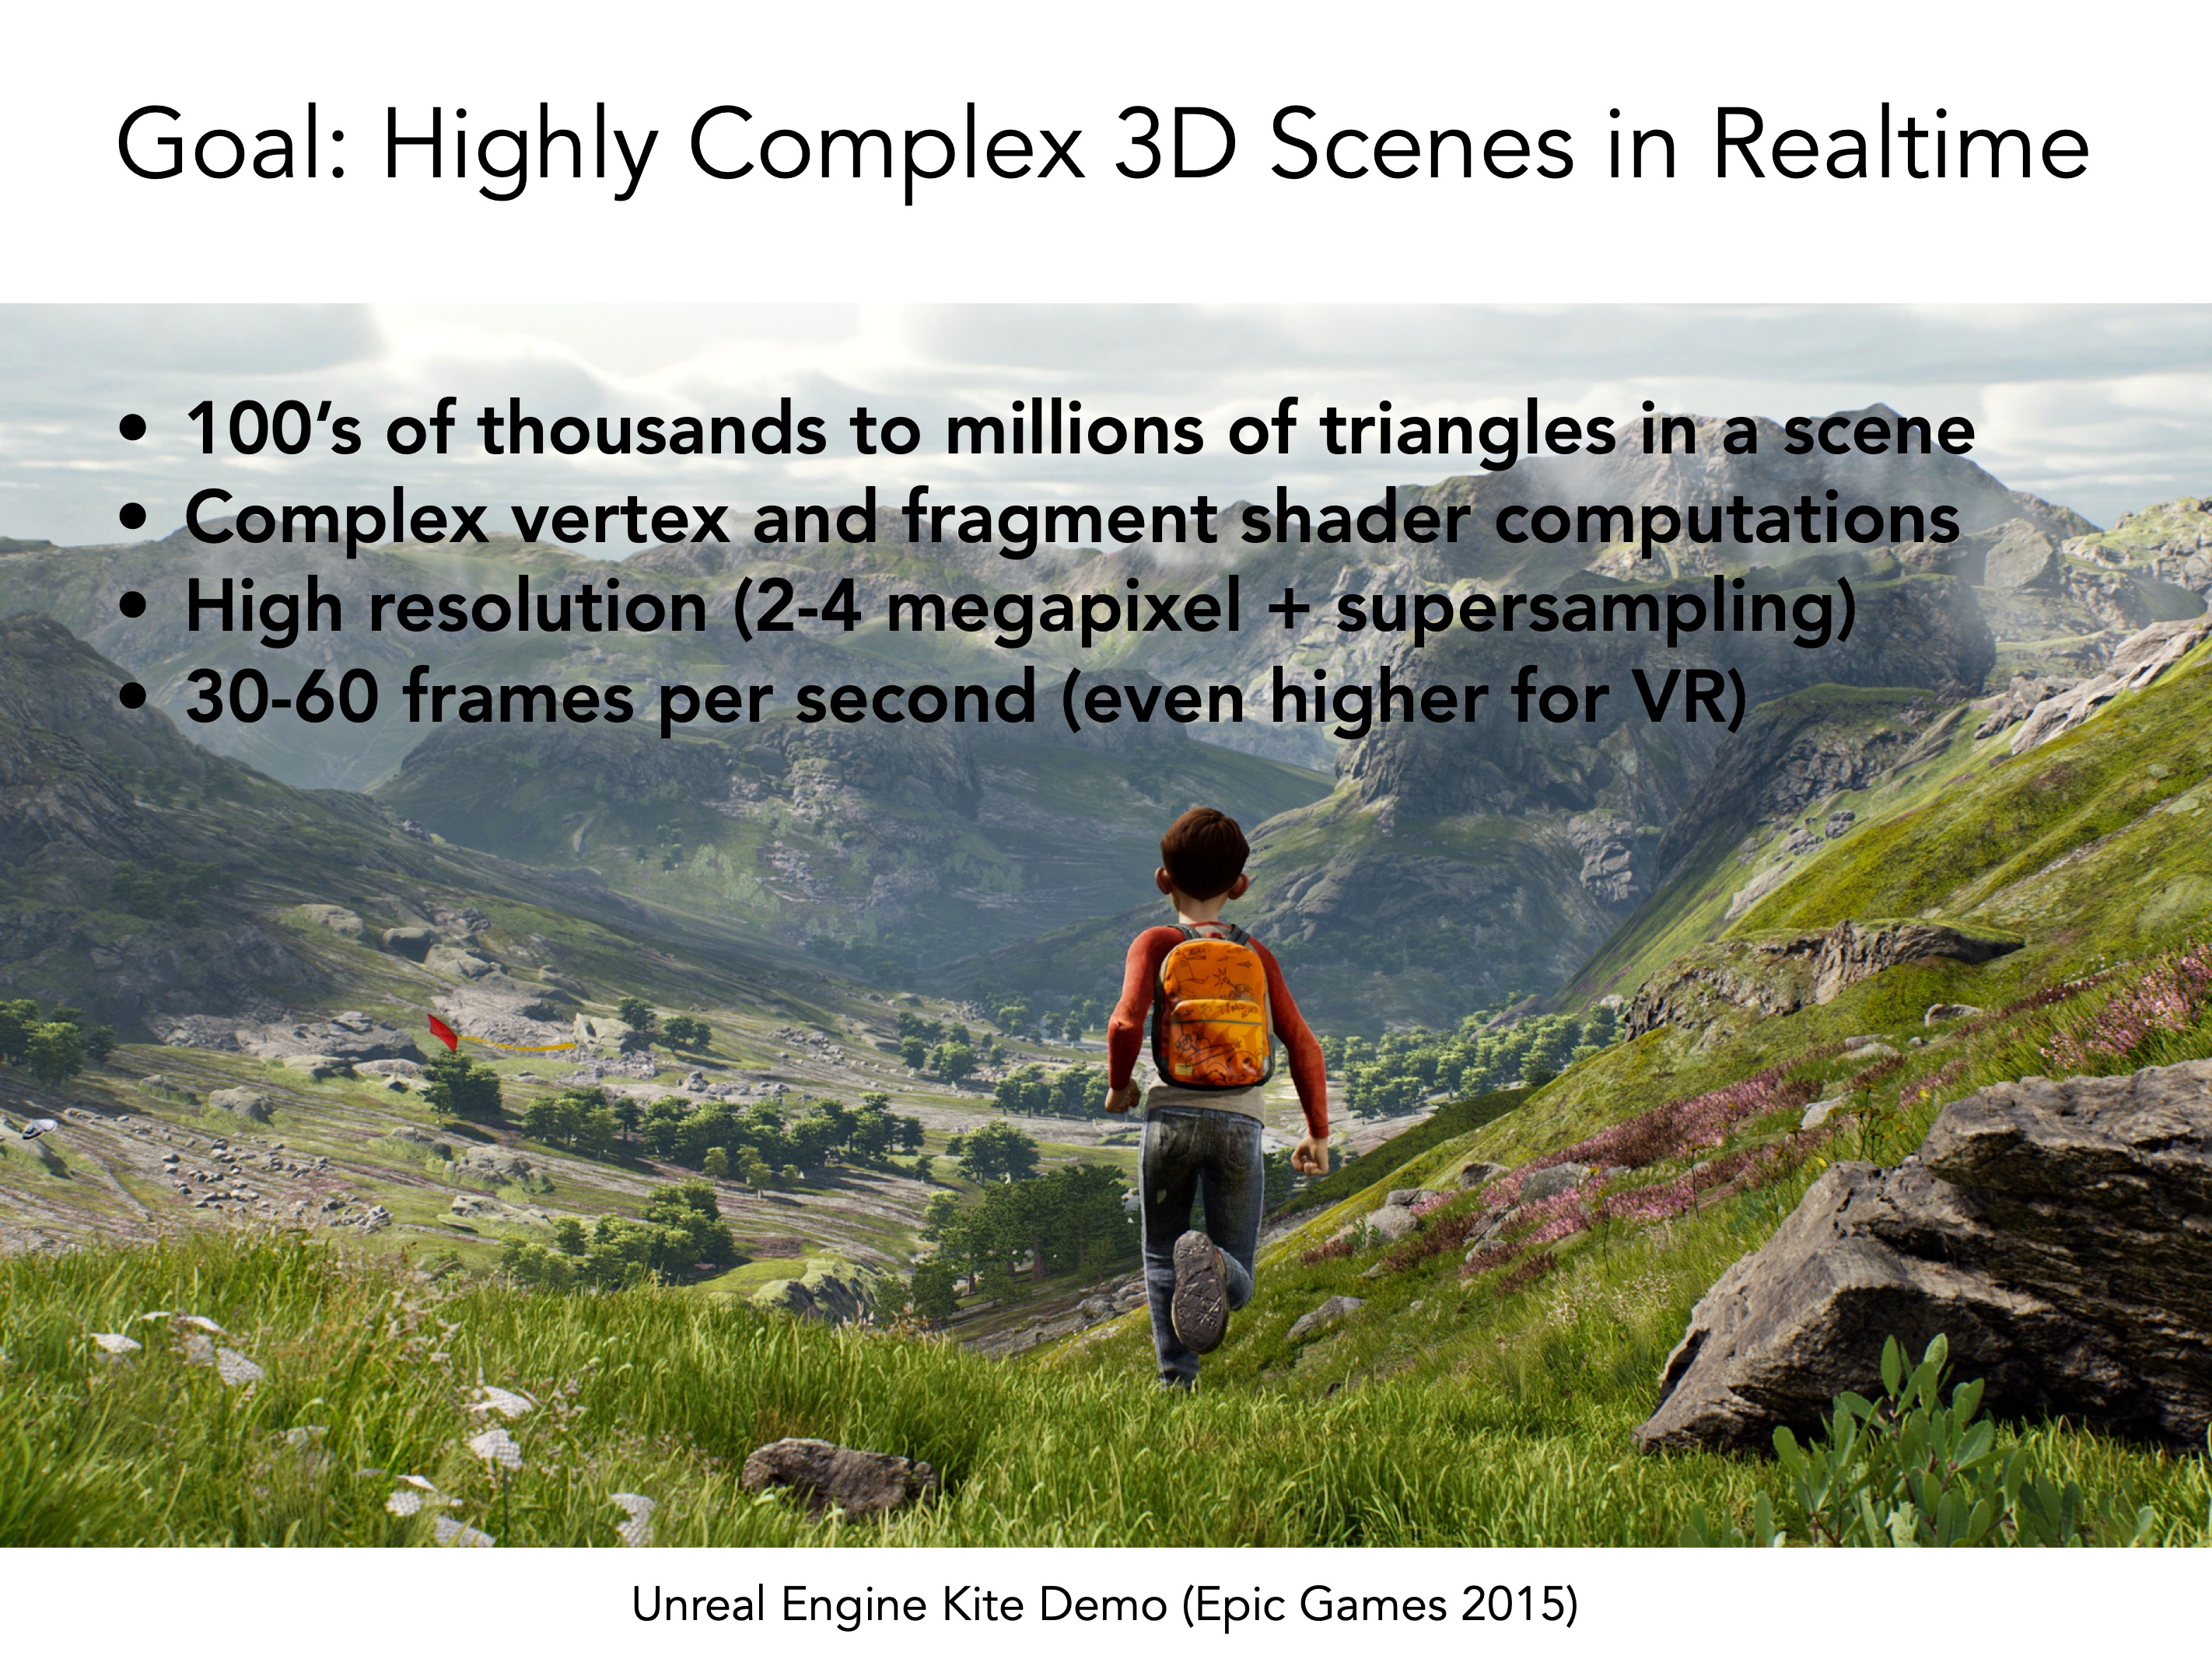 Goal: Highly Complex 3D Scenes in Realtime
• 100’s of thousands to millions of triangles in a scene
• Complex vertex and fragment shader computations
• High resolution (2-4 megapixel + supersampling)
• 30-60 frames per second (even higher for VR)
Unreal Engine Kite Demo (Epic Games 2015)